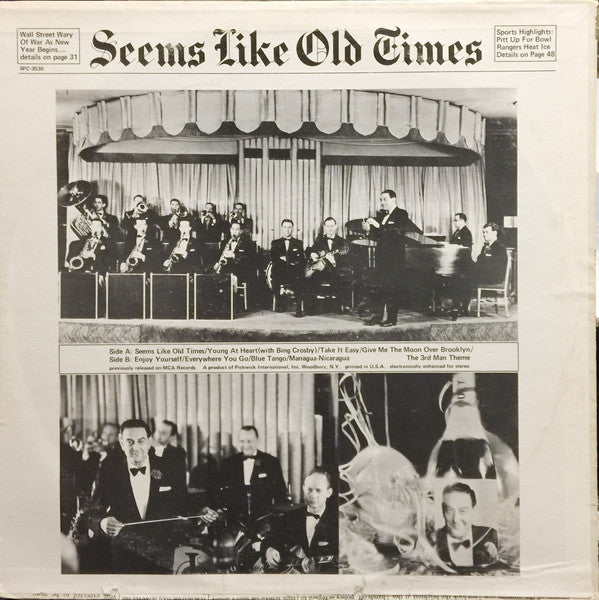 Wall Street Wary
Of War As New
Year Begins....
details on page 31
SPC-3530
Seems Like Old Times
Sports Highlights:
Pitt Up For Bowl
Rangers Heat Ice
Details on Page 48
Side A: Seems Like Old Times/Young At Heart(with Bing Crosby)/Take It Easy/Give Me The Moon Over Brooklyn/
Side B: Enjoy Yourself/Everywhere You Go/Blue Tango/Managua-Nicaragua The 3rd Man Theme
previously released on MCA Records A product of Pickwick International, Inc. Woodbury, N.Y. printed in U.S.A. electronically enhanced for stereo